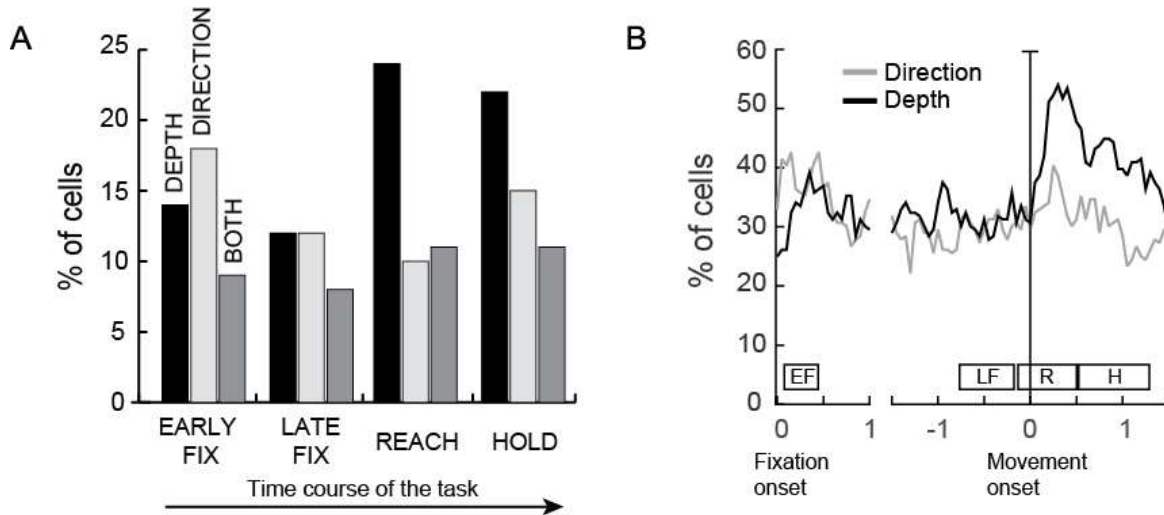 A
25
20
15
10
5
0
% of cells
DEPTH
DIRECTION
BOTH
EARLY
FIX
LATE
FIX
REACH
HOLD
Time course of the task
B
60
50
40
30
20
10
0
% of cells
Direction
Depth
EF
LF
R
H
0
1
-1
0
1
Fixation
onset
Movement
onset